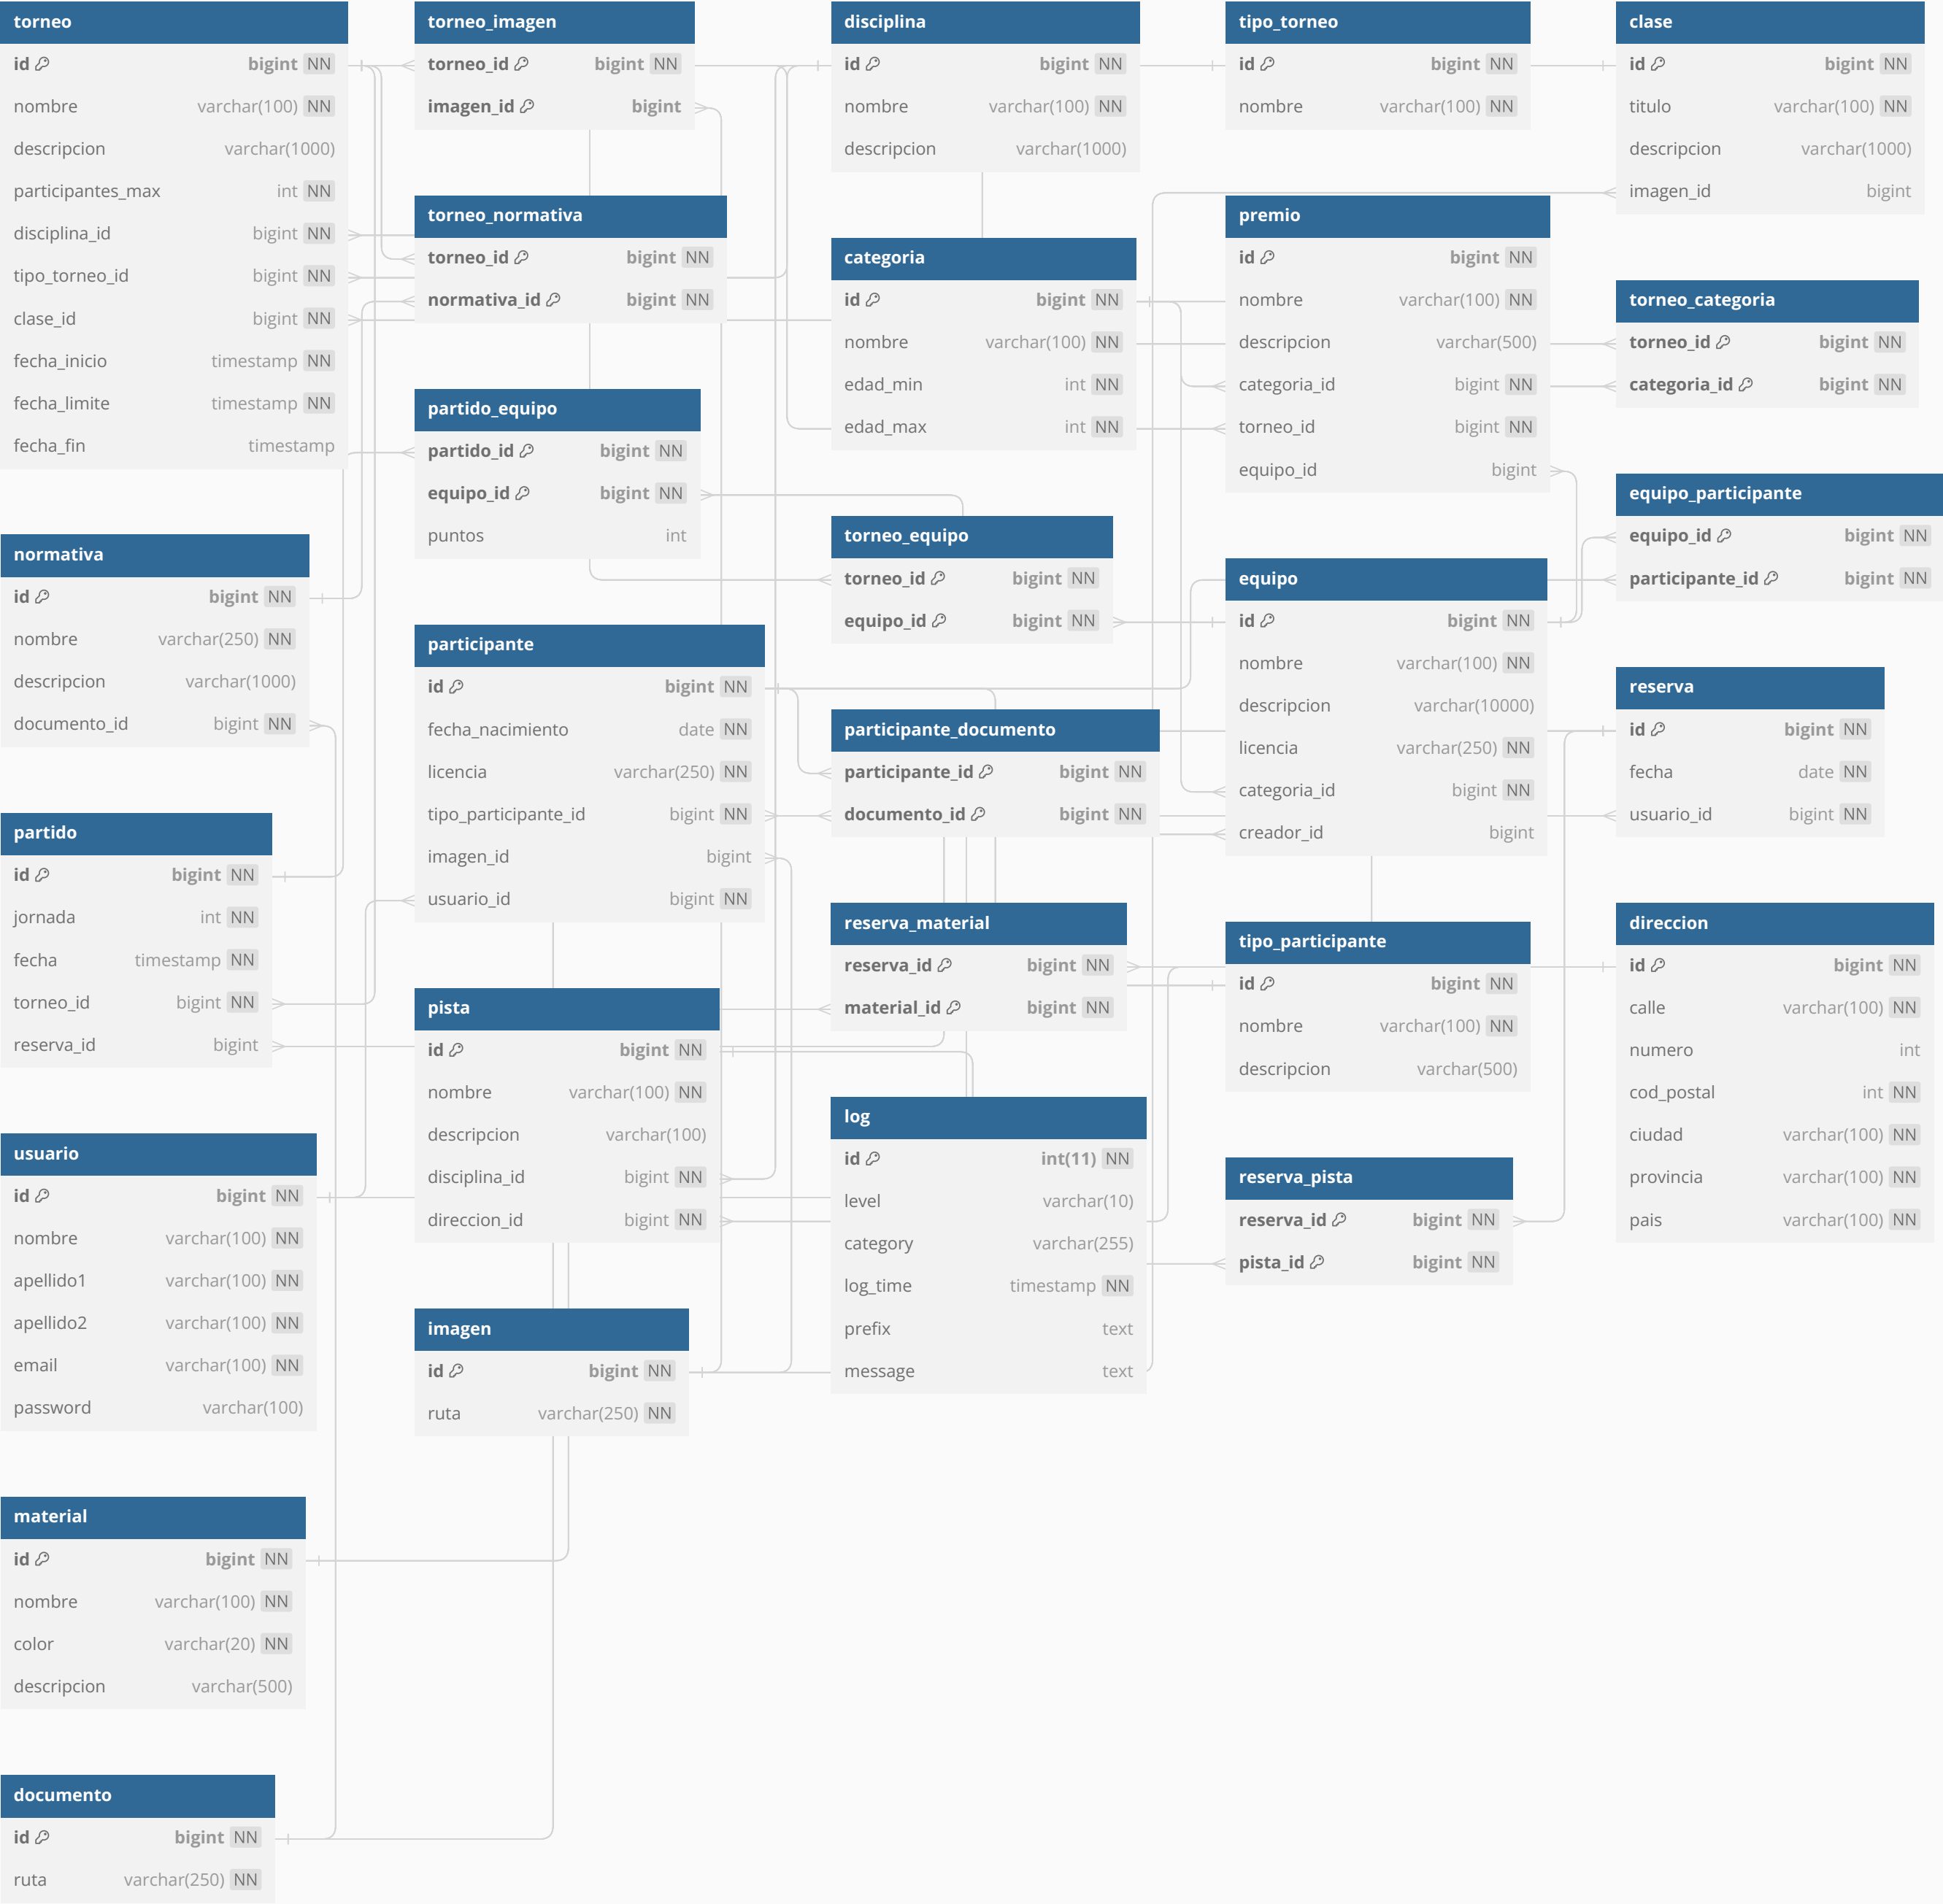 torneo
id bigint NN
nombre varchar(100) NN
descripcion varchar(1000)
participantes_max int NN
disciplina_id bigint NN
tipo_torneo_id bigint NN
clase_id bigint NN
fecha_inicio timestamp NN
fecha_limite timestamp NN
fecha_fin timestamp
normativa
id bigint NN
nombre varchar(250) NN
descripcion varchar(1000)
documento_id bigint NN
partido
id bigint NN
jornada int NN
fecha timestamp NN
torneo_id bigint NN
reserva_id bigint
usuario
id bigint NN
nombre varchar(100) NN
apellido1 varchar(100) NN
apellido2 varchar(100) NN
email varchar(100) NN
password varchar(100)
material
id bigint NN
nombre varchar(100) NN
color varchar(20) NN
descripcion varchar(500)
documento
id bigint NN
ruta varchar(250) NN
torneo_imagen
torneo_id bigint NN
imagen_id bigint
torneo_normativa
torneo_id bigint NN
normativa_id bigint NN
partido_equipo
partido_id bigint NN
equipo_id bigint NN
puntos int
participante
id bigint NN
fecha_nacimiento date NN
licencia varchar(250) NN
tipo_participante_id bigint NN
imagen_id bigint
usuario_id bigint NN
pista
id bigint NN
nombre varchar(100) NN
descripcion varchar(100)
disciplina_id bigint NN
direccion_id bigint NN
imagen
id bigint NN
ruta varchar(250) NN
disciplina
id bigint NN
nombre varchar(100) NN
descripcion varchar(1000)
categoria
id bigint NN
nombre varchar(100) NN
edad_min int NN
edad_max int NN
torneo_equipo
torneo_id bigint NN
equipo_id bigint NN
participante_documento
participante_id bigint NN
documento_id bigint NN
reserva_material
reserva_id bigint NN
material_id bigint NN
log
id int(11) NN
level varchar(10)
category varchar(255)
log_time timestamp NN
prefix text
message text
tipo_torneo
id bigint NN
nombre varchar(100) NN
premio
id bigint NN
nombre varchar(100) NN
descripcion varchar(500)
categoria_id bigint NN
torneo_id bigint NN
equipo_id bigint
equipo
id bigint NN
nombre varchar(100) NN
descripcion varchar(10000)
licencia varchar(250) NN
categoria_id bigint NN
creador_id bigint
tipo_participante
id bigint NN
nombre varchar(100) NN
descripcion varchar(500)
reserva_pista
reserva_id bigint NN
pista_id bigint NN
clase
id bigint NN
titulo varchar(100) NN
descripcion varchar(1000)
imagen_id bigint
torneo_categoria
torneo_id bigint NN
categoria_id bigint NN
equipo_participante
equipo_id bigint NN
participante_id bigint NN
reserva
id bigint NN
fecha date NN
usuario_id bigint NN
direccion
id bigint NN
calle varchar(100) NN
numero int
cod_postal int NN
ciudad varchar(100) NN
provincia varchar(100) NN
pais varchar(100) NN